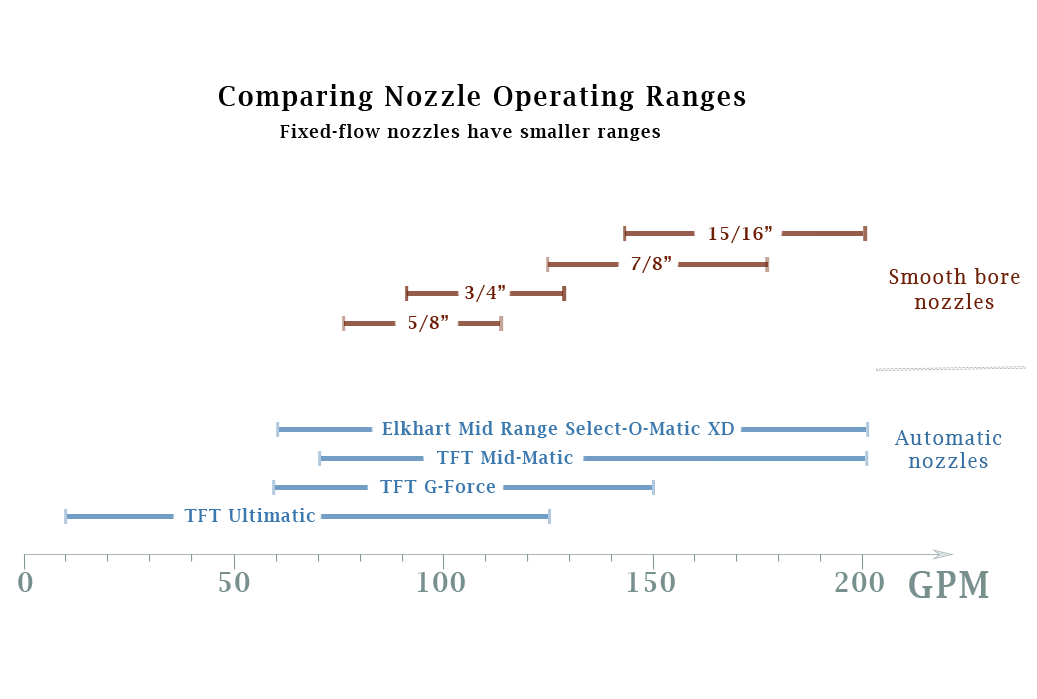 Comparing Nozzle Operating Ranges
Fixed-flow nozzles have smaller ranges
15/16”
7/8”
3/4”
5/8”
Smooth bore
nozzles
Elkhart Mid Range Select-O-Matic XD
TFT Mid-Matic
TFT G-Force
TFT Ultimatic
Automatic
nozzles
0 50 100 150 200 GPM